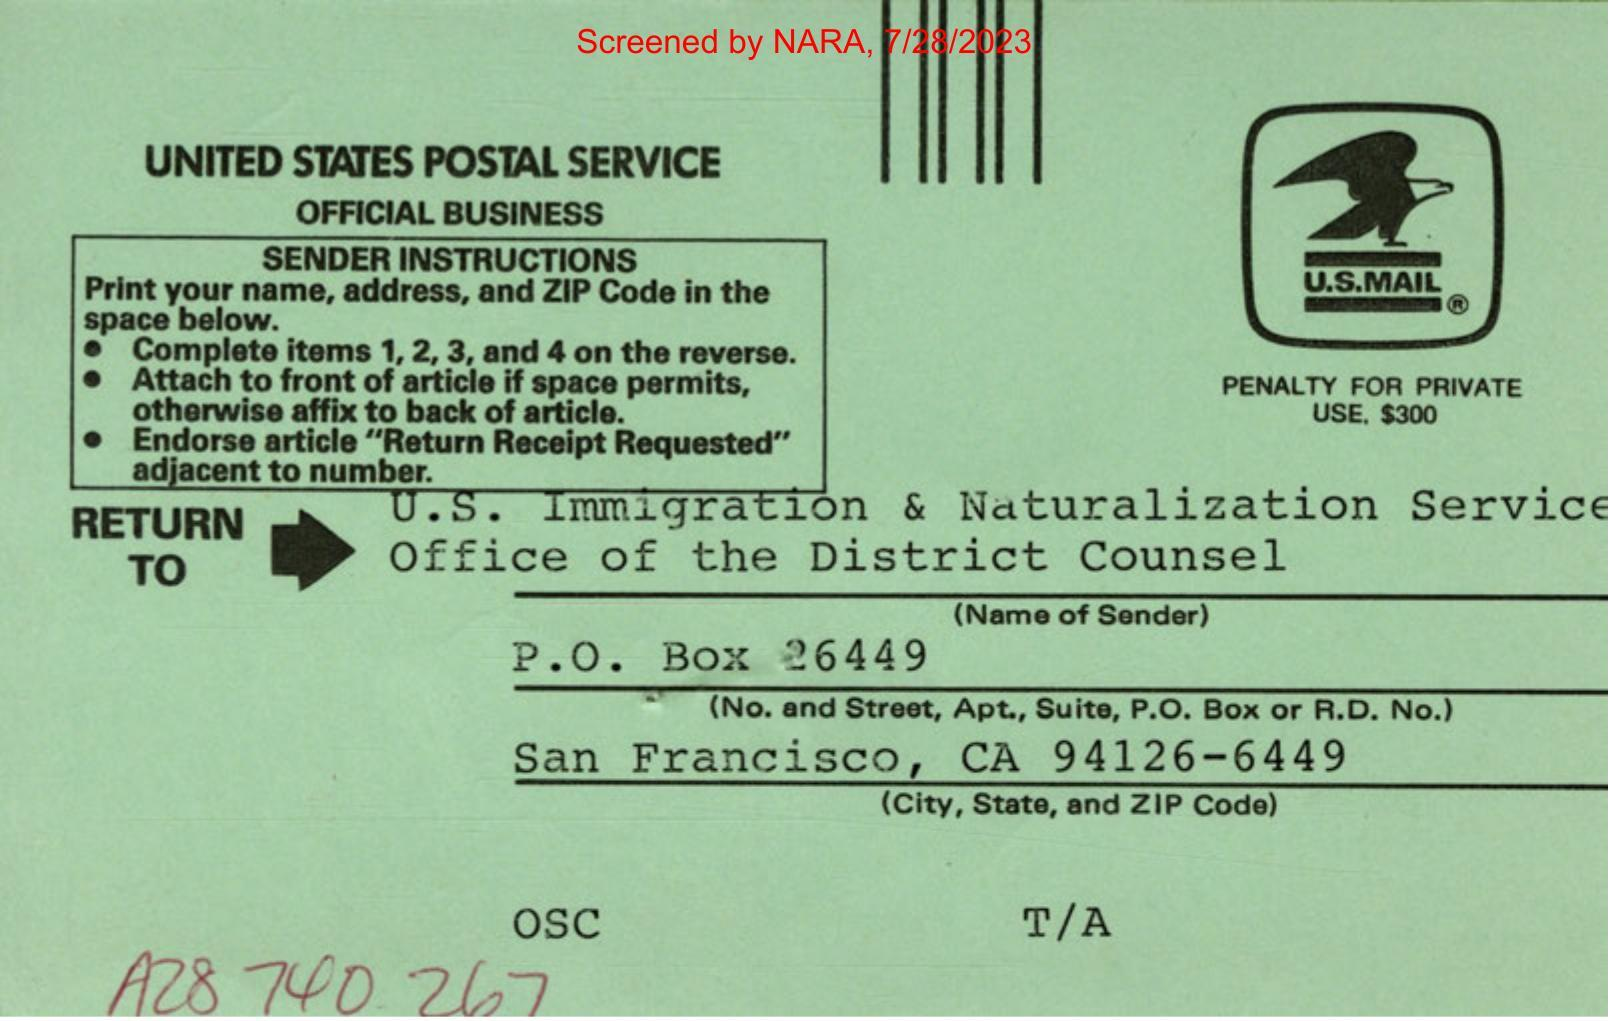 Screened by NARA, 7/28/2023
UNITED STATES POSTAL SERVICE
OFFICIAL BUSINESS
SENDER INSTRUCTIONS
Print your name, address, and ZIP Code in the
space below.
• Complete items 1, 2, 3, and 4 on the reverse.
• Attach to front of article if space permits,
otherwise affix to back of article.
• Endorse article "Return Receipt Requested"
adjacent to number.
U.S.MAIL
®
PENALTY FOR PRIVATE
USE, $300
RETURN
TO
U.S. Immigration & Naturalization Service
Office of the District Counsel
(Name of Sender)
P.O. Box 26449
(No. and Street, Apt., Suite, P.O. Box or R.D. No.)
San Francisco, CA 94126-6449
(City, State, and ZIP Code)
OSC T/A
A28 740 267